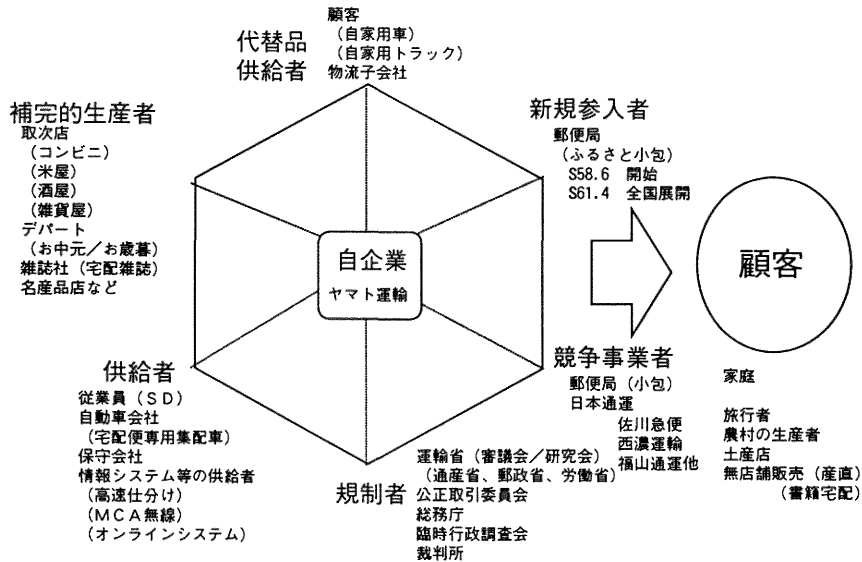 代替品
供給者
顧客
（自家用車）
（自家用トラック）
物流子会社
補完的生産者
取次店
（コンビニ）
（米屋）
（酒屋）
（雑貨屋）
デパート
（お中元／お歳暮）
雑誌社（宅配雑誌）
名産品店など
新規参入者
郵便局
（ふるさと小包）
S58.6 開始
S61.4 全国展開
自企業
ヤマト運輸
顧客
家庭
旅行者
農村の生産者
土産店
無店舗販売（産直）
（書籍宅配）
供給者
従業員（ＳＤ）
自動車会社
（宅配便専用集配車）
保守会社
情報システム等の供給者
（高速仕分け）
（ＭＣＡ無線）
（オンラインシステム）
競争事業者
郵便局（小包）
日本通運
佐川急便
西濃運輸
福山通運他
規制者
運輸省（審議会／研究会）
（通産省、郵政省、労働省）
公正取引委員会
総務庁
臨時行政調査会
裁判所